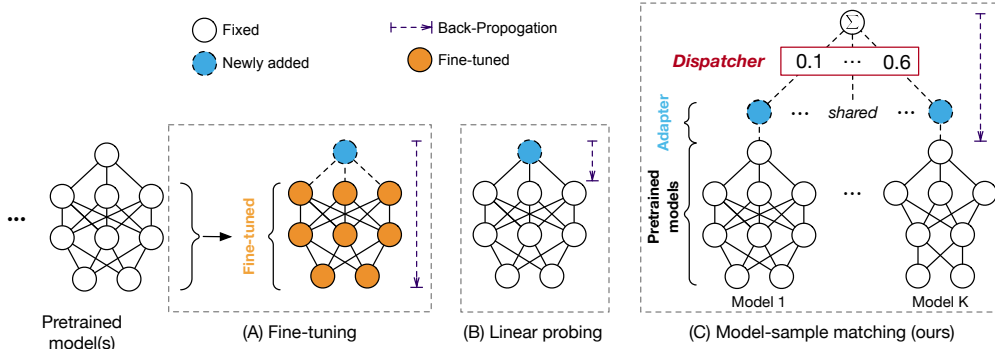 Fixed
Newly added
Back-Propogation
Fine-tuned
Σ
Dispatcher
0.1 ... 0.6
Adapter
... shared ...
Pretrained
models
...
...
Fine-tuned
Model 1
Model K
Pretrained
model(s)
(A) Fine-tuning
(B) Linear probing
(C) Model-sample matching (ours)